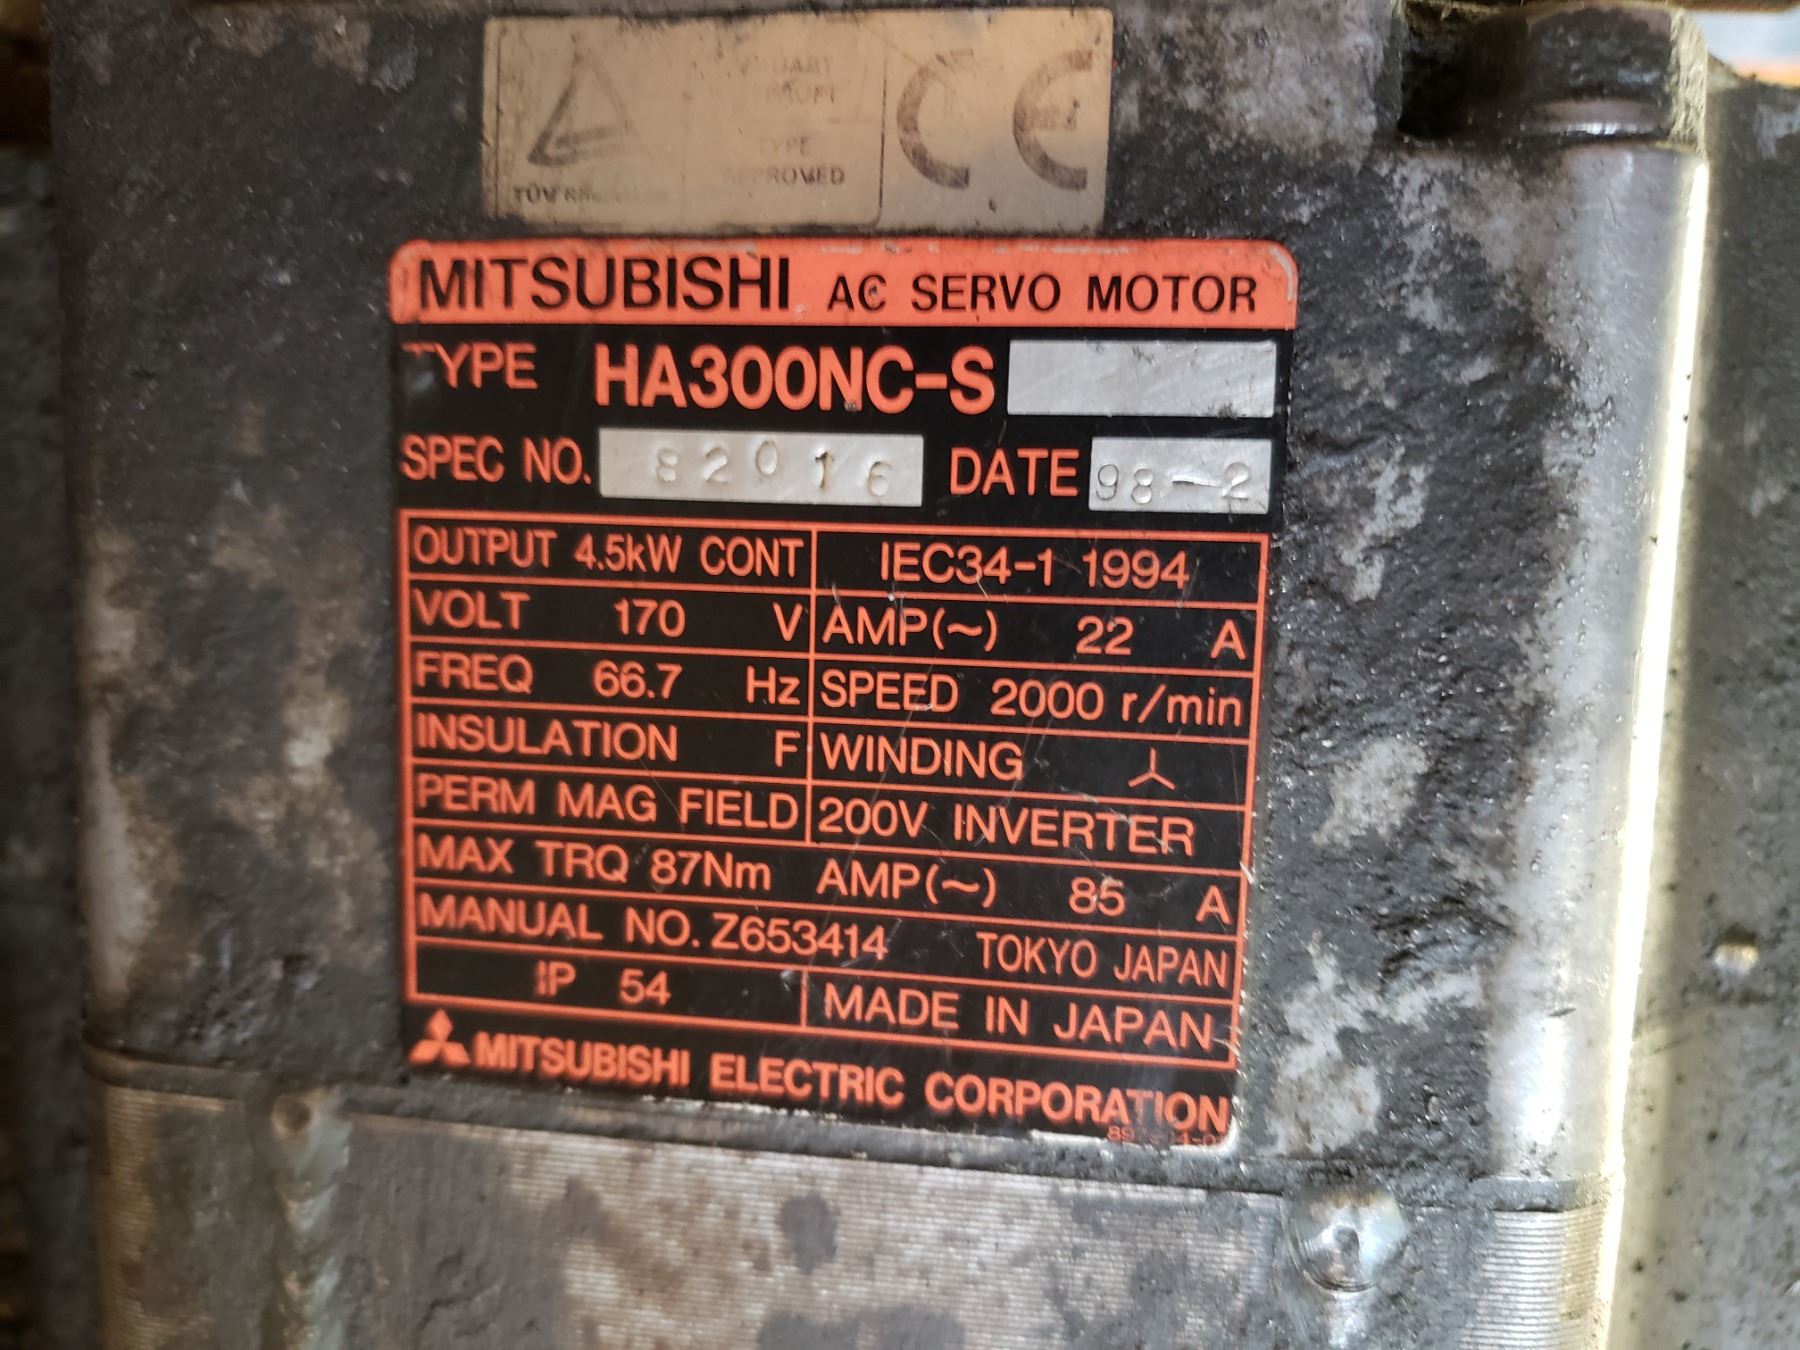 TYPE
APPROVED
TÜV
CE
MITSUBISHI AC SERVO MOTOR
TYPE HA300NC-S
SPEC NO. 82016 DATE 98-2
OUTPUT 4.5kW CONT IEC34-1 1994
VOLT 170 V AMP(~) 22 A
FREQ 66.7 Hz SPEED 2000 r/min
INSULATION F WINDING
PERM MAG FIELD 200V INVERTER
MAX TRQ 87Nm AMP(~) 85 A
MANUAL NO. Z653414 TOKYO JAPAN
IP 54 MADE IN JAPAN
MITSUBISHI ELECTRIC CORPORATION